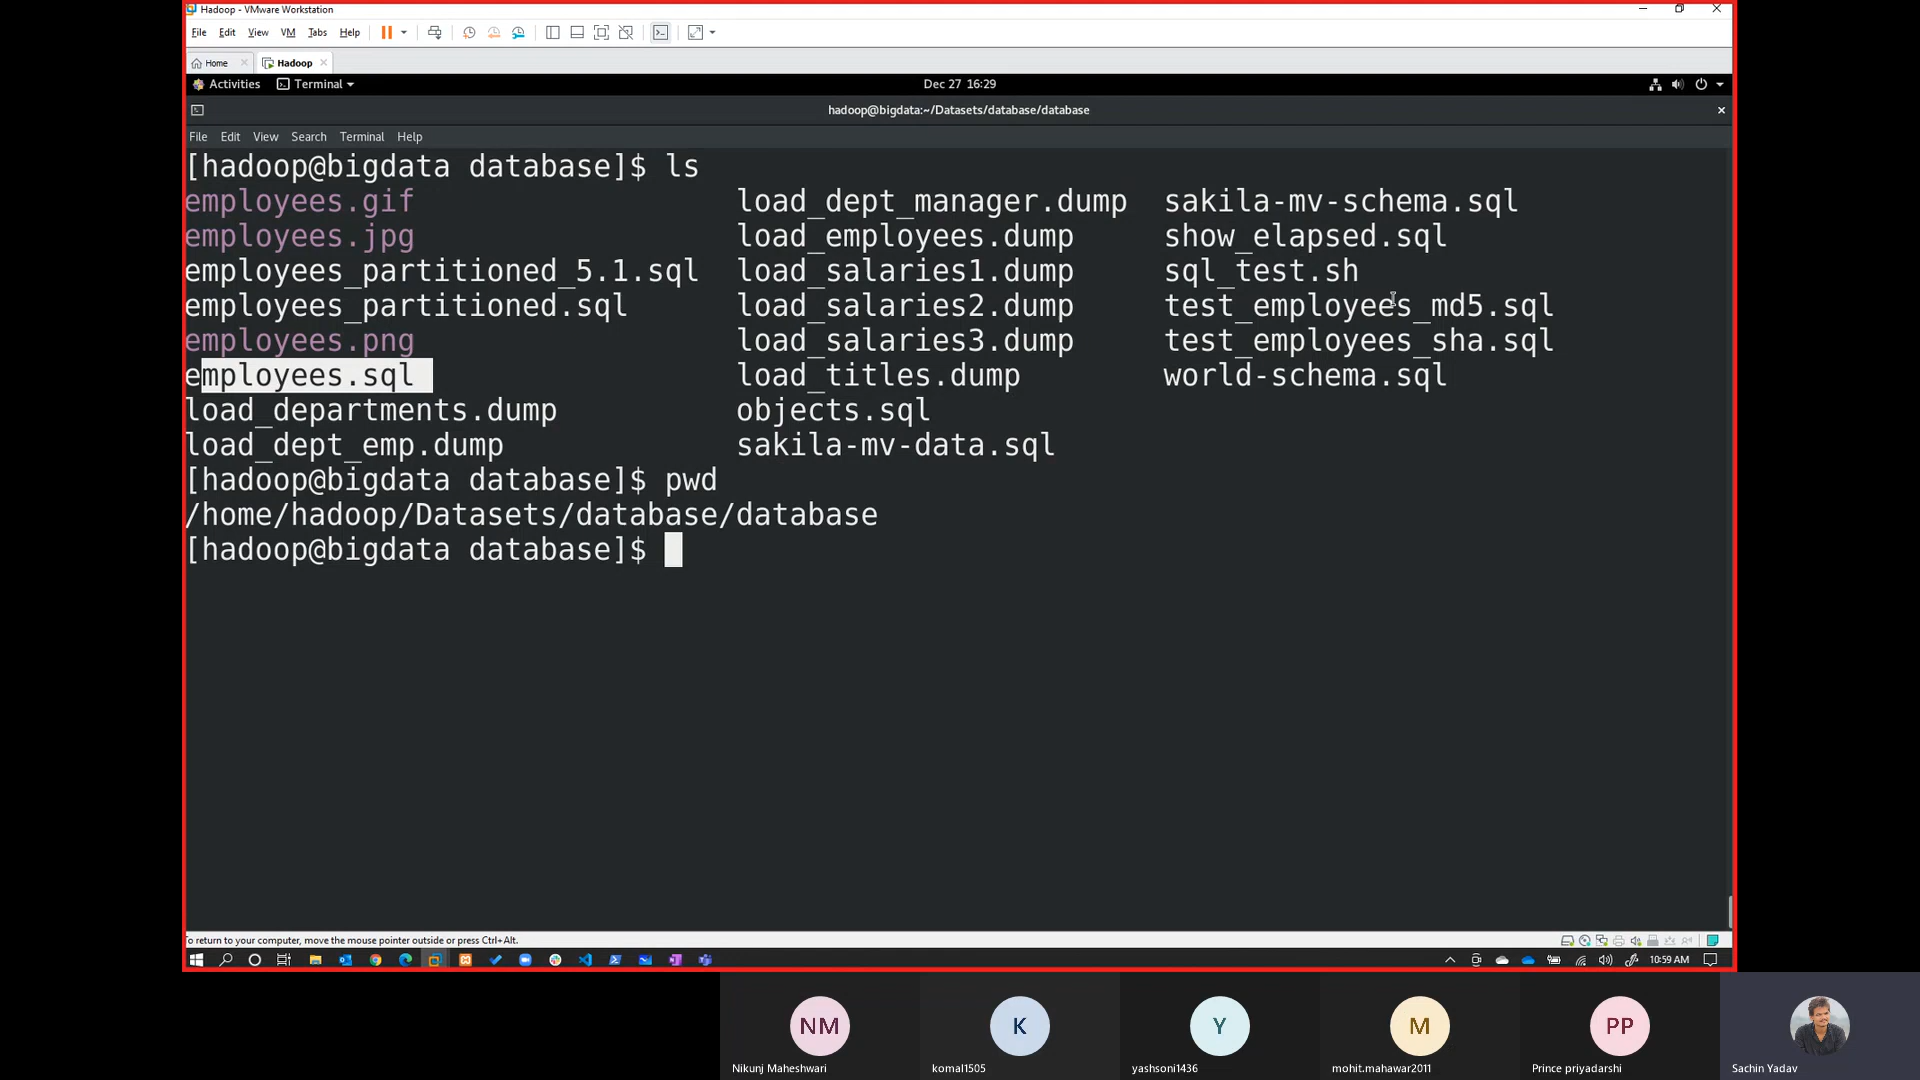 Hadoop - VMware Workstation
File Edit View VM Tabs Help
Home Hadoop
Activities Terminal Dec 27 16:29
hadoop@bigdata:~/Datasets/database/database
File Edit View Search Terminal Help
[hadoop@bigdata database]$ ls
employees.gif load_dept_manager.dump sakila-mv-schema.sql
employees.jpg load_employees.dump show_elapsed.sql
employees_partitioned_5.1.sql load_salaries1.dump sql_test.sh
employees_partitioned.sql load_salaries2.dump test_employees_md5.sql
employees.png load_salaries3.dump test_employees_sha.sql
employees.sql load_titles.dump world-schema.sql
load_departments.dump objects.sql
load_dept_emp.dump sakila-mv-data.sql
[hadoop@bigdata database]$ pwd
/home/hadoop/Datasets/database/database
[hadoop@bigdata database]$
To return to your computer, move the mouse pointer outside or press Ctrl+Alt.
10:59 AM
NM K Y M PP
Nikunj Maheshwari komal1505 yashsoni1436 mohit.mahawar2011 Prince priyadarshi Sachin Yadav